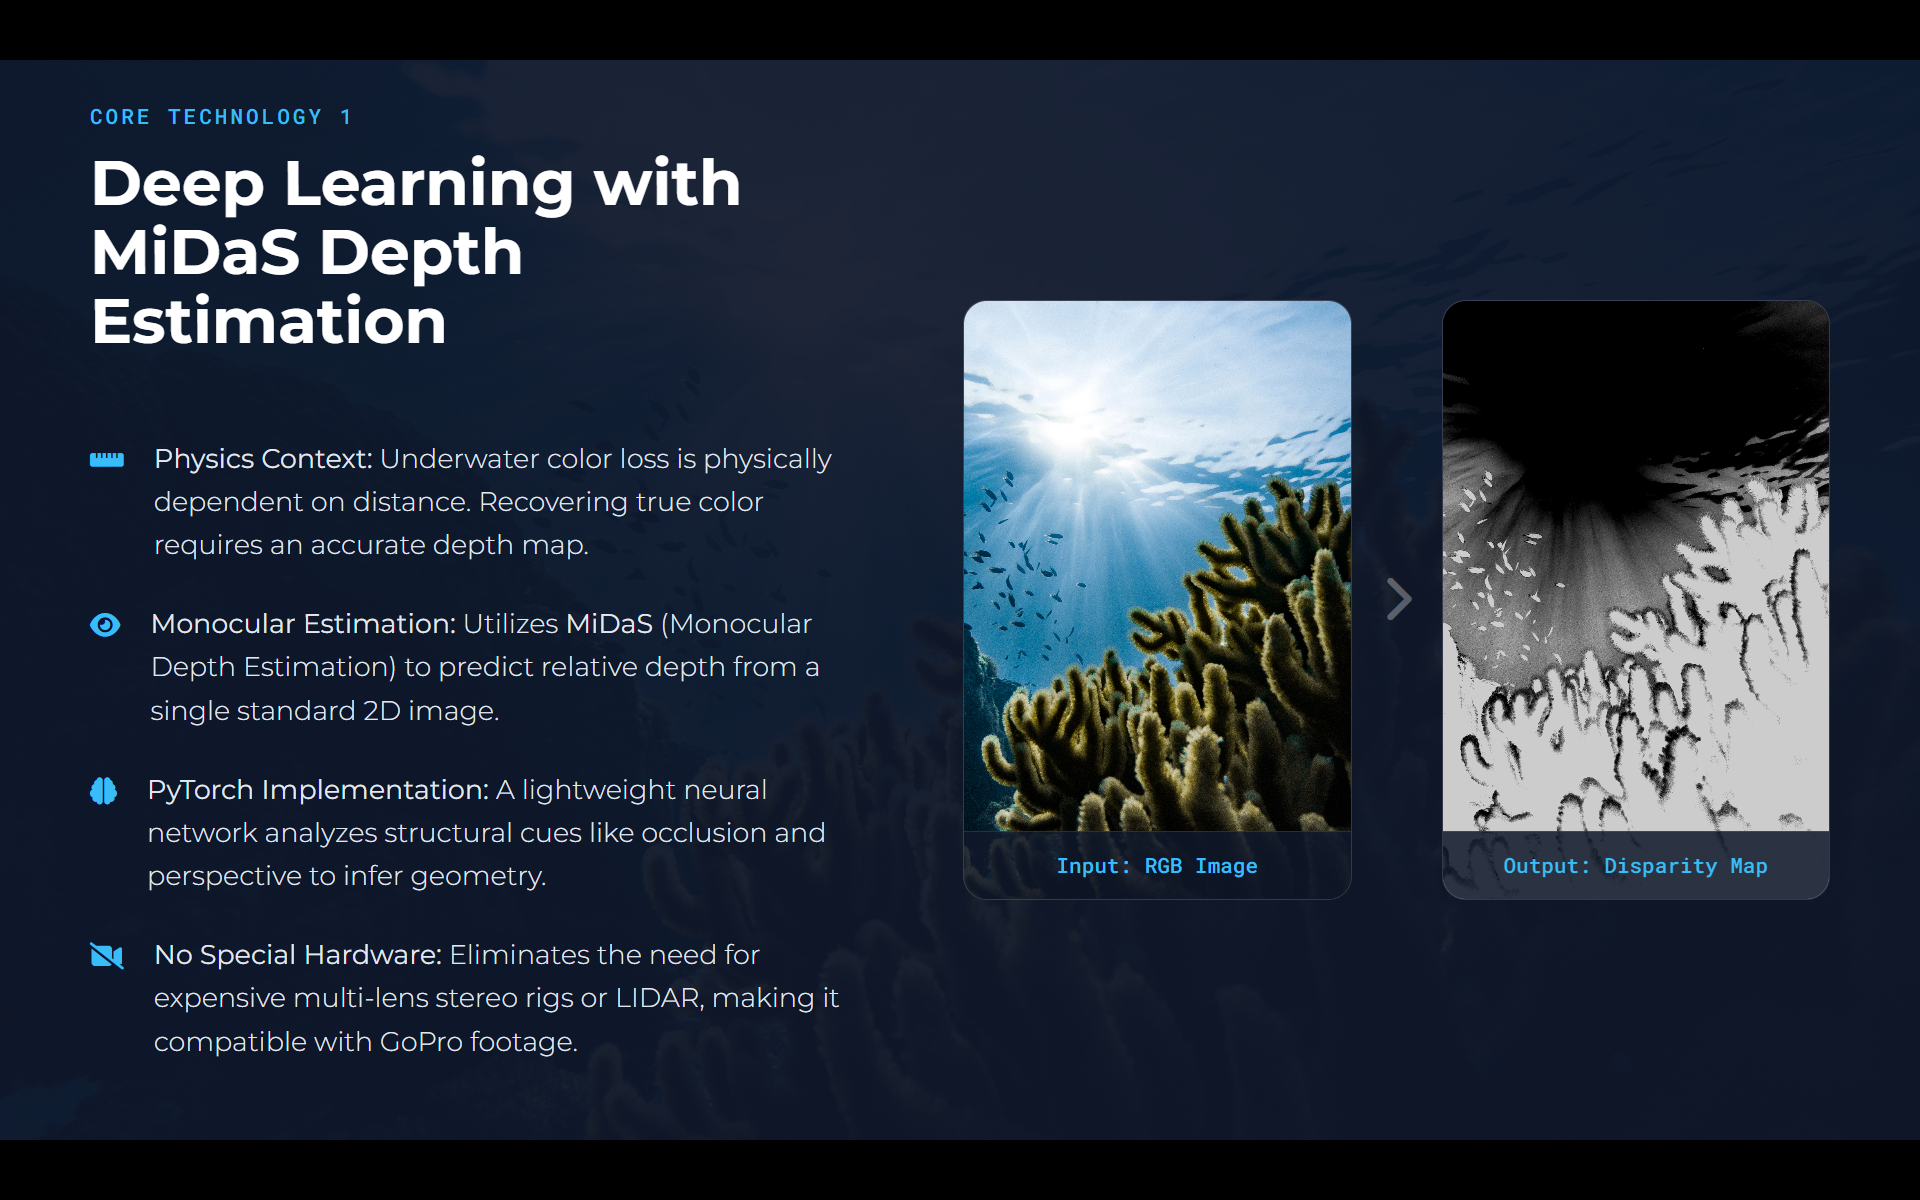 CORE TECHNOLOGY 1
Deep Learning with
MiDaS Depth
Estimation
Physics Context: Underwater color loss is physically
dependent on distance. Recovering true color
requires an accurate depth map.
Monocular Estimation: Utilizes MiDaS (Monocular
Depth Estimation) to predict relative depth from a
single standard 2D image.
PyTorch Implementation: A lightweight neural
network analyzes structural cues like occlusion and
perspective to infer geometry.
No Special Hardware: Eliminates the need for
expensive multi-lens stereo rigs or LIDAR, making it
compatible with GoPro footage.
Input: RGB Image
Output: Disparity Map